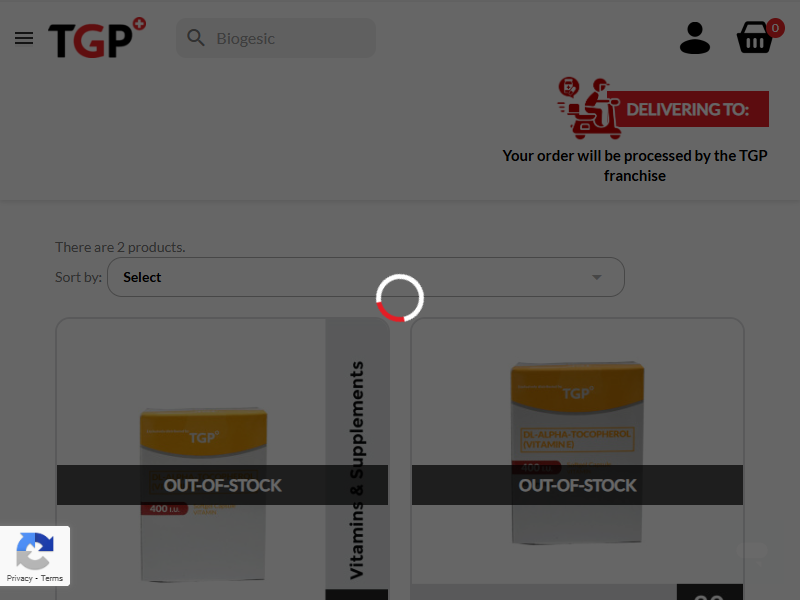 TGP
Biogesic
0
DELIVERING TO:
Your order will be processed by the TGP
franchise
There are 2 products.
Sort by:
Select
TGP
OUT-OF-STOCK
400 I.U.
Vitamins & Supplements
TGP
DL-ALPHA-TOCOPHEROL
(VITAMIN E)
400 I.U.
OUT-OF-STOCK
Privacy - Terms